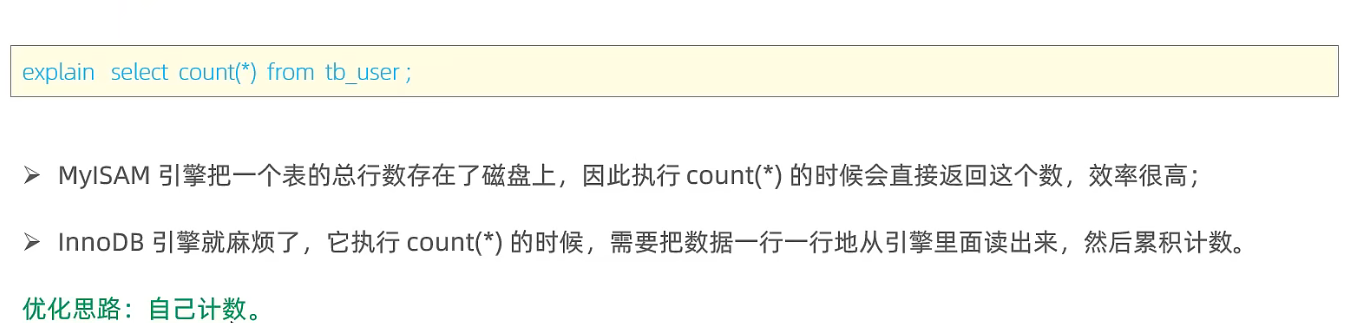 explain select count(*) from tb_user ;
➢ MyISAM 引擎把一个表的总行数存在了磁盘上，因此执行 count(*) 的时候会直接返回这个数，效率很高；
➢ InnoDB 引擎就麻烦了，它执行 count(*) 的时候，需要把数据一行一行地从引擎里面读出来，然后累积计数。
优化思路：自己计数。